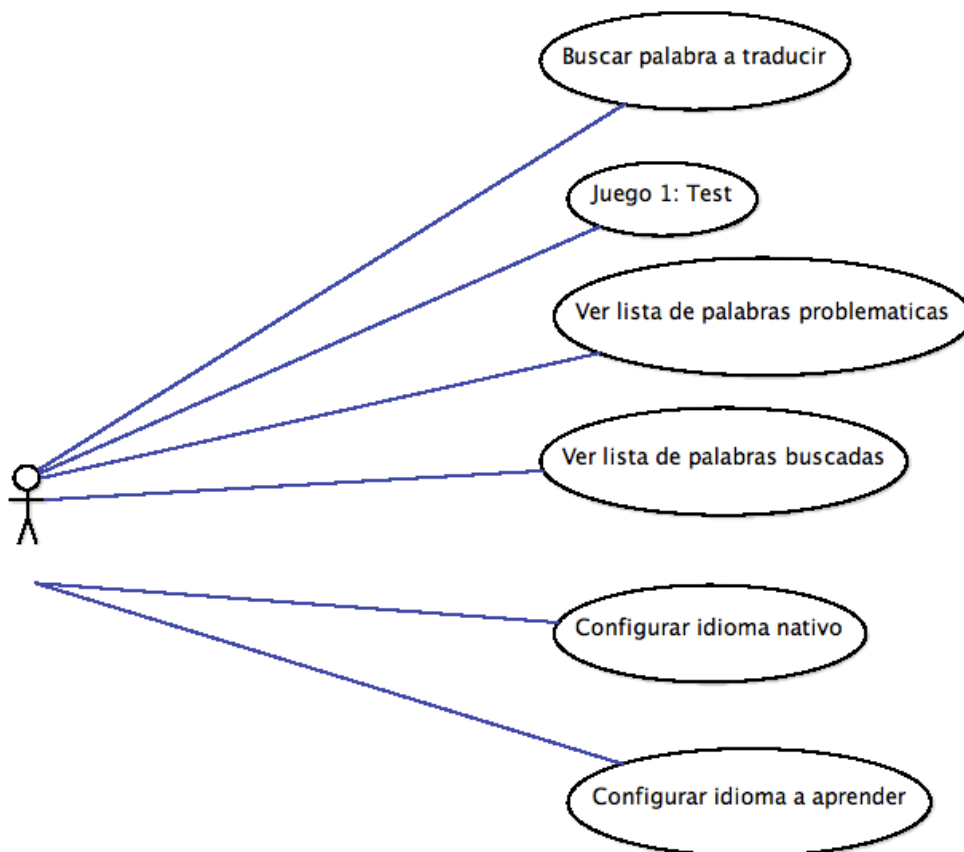 Buscar palabra a traducir
Juego 1: Test
Ver lista de palabras problematicas
Ver lista de palabras buscadas
Configurar idioma nativo
Configurar idioma a aprender